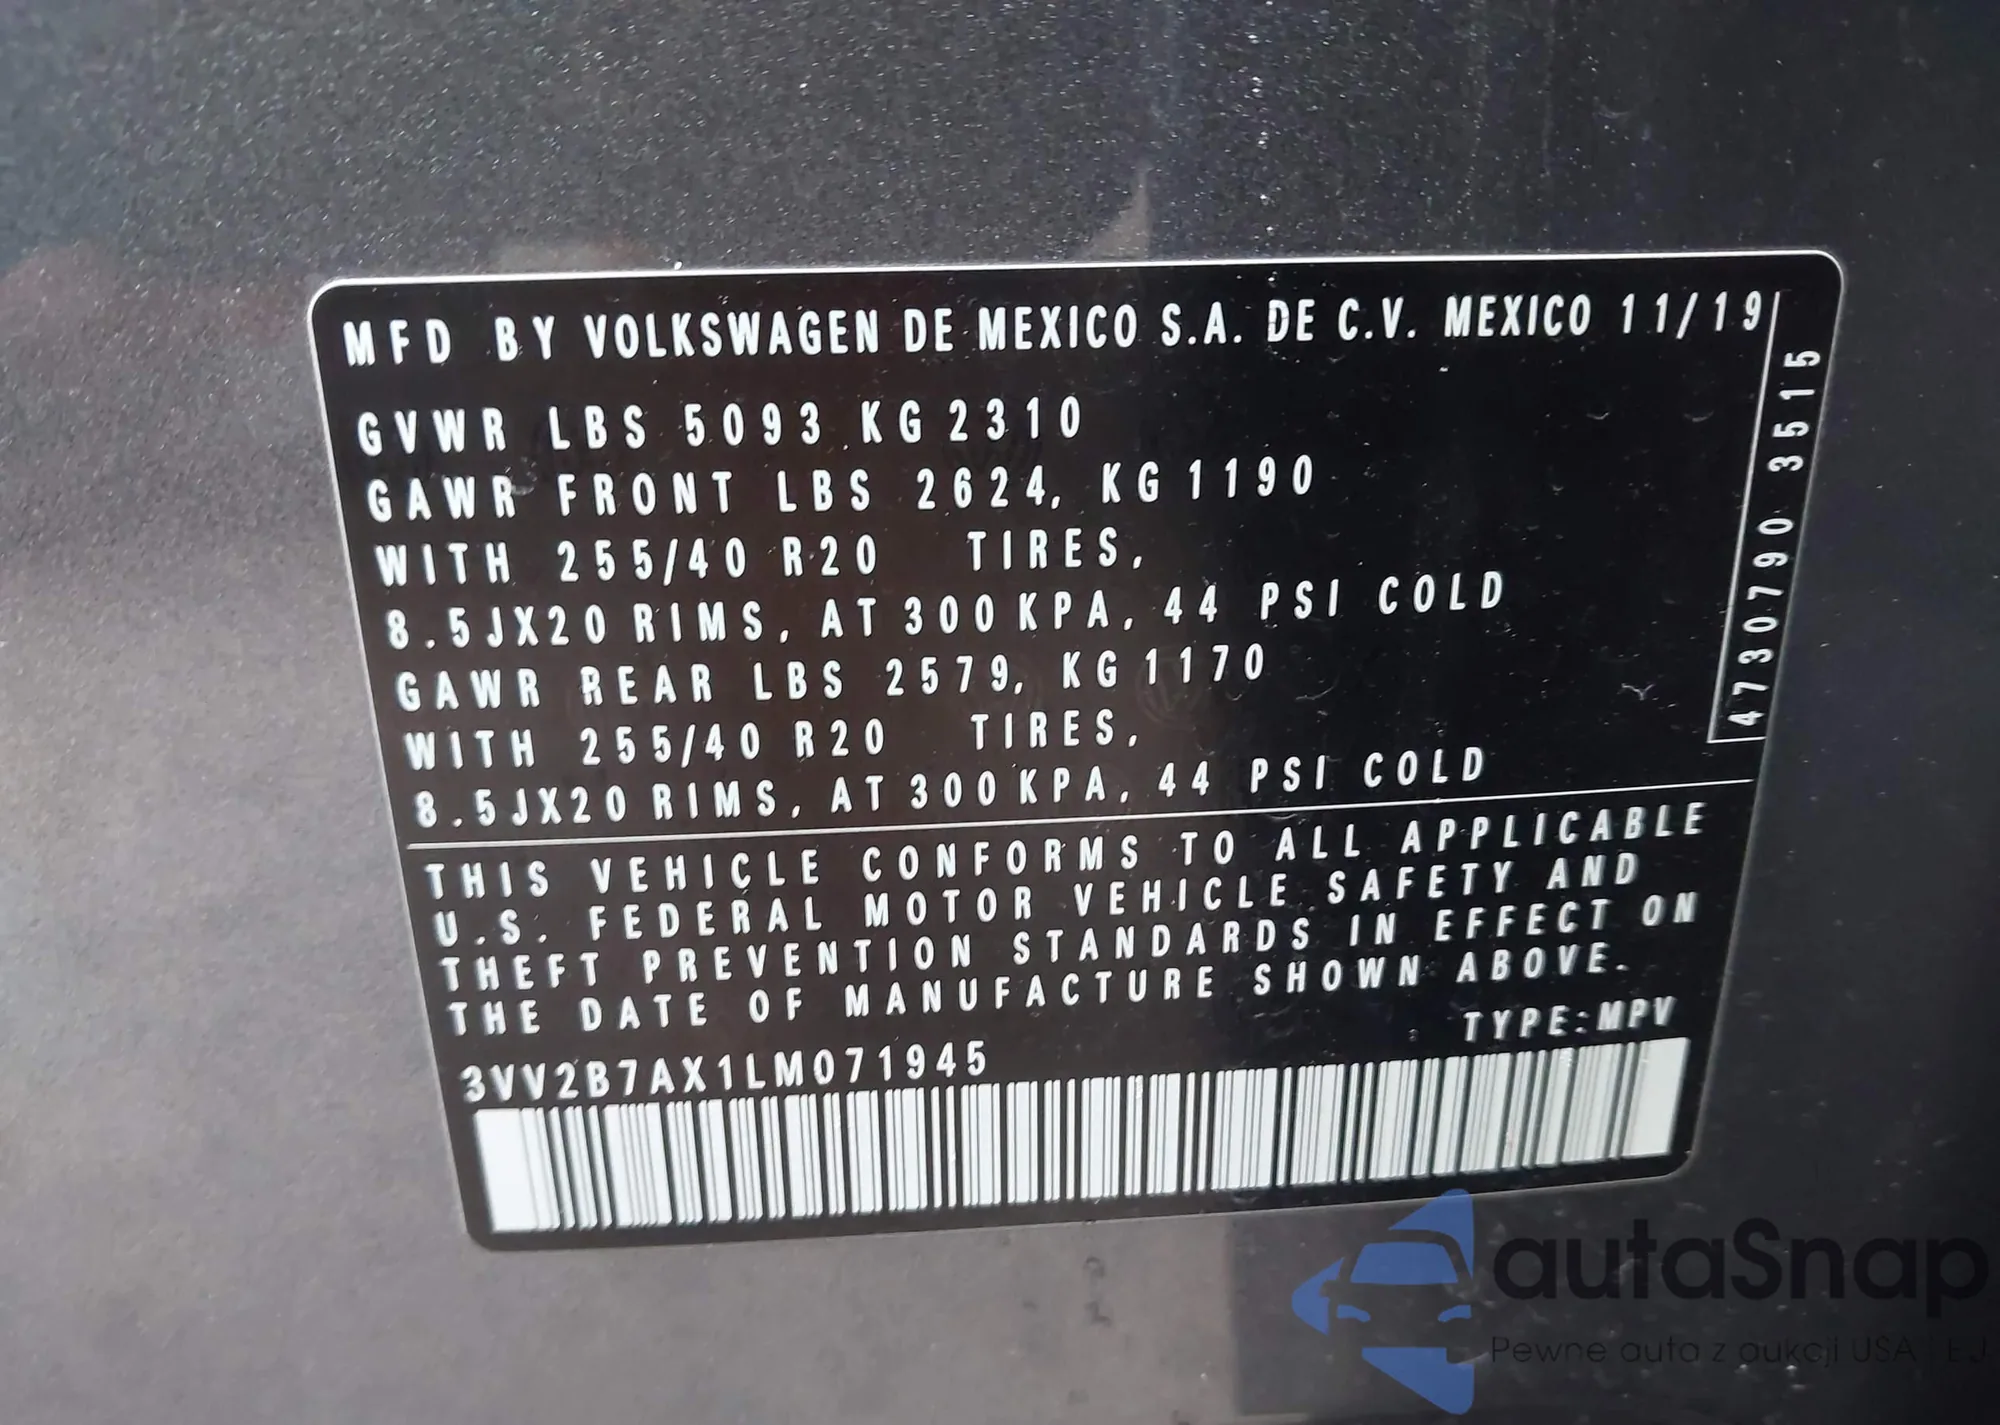 MFD BY VOLKSWAGEN DE MEXICO S.A. DE C.V. MEXICO 11/19
GVWR LBS 5093 KG 2310
GAWR FRONT LBS 2624, KG 1190
WITH 255/40 R20 TIRES,
8.5JX20 RIMS, AT 300 KPA, 44 PSI COLD
GAWR REAR LBS 2579, KG 1170
WITH 255/40 R20 TIRES,
8.5JX20 RIMS, AT 300 KPA, 44 PSI COLD
4730790 3515
THIS VEHICLE CONFORMS TO ALL APPLICABLE
U.S. FEDERAL MOTOR VEHICLE SAFETY AND
THEFT PREVENTION STANDARDS IN EFFECT ON
THE DATE OF MANUFACTURE SHOWN ABOVE.
TYPE:MPV
3VV2B7AX1LM071945
autaSnap
Pewne auta z aukcji USA